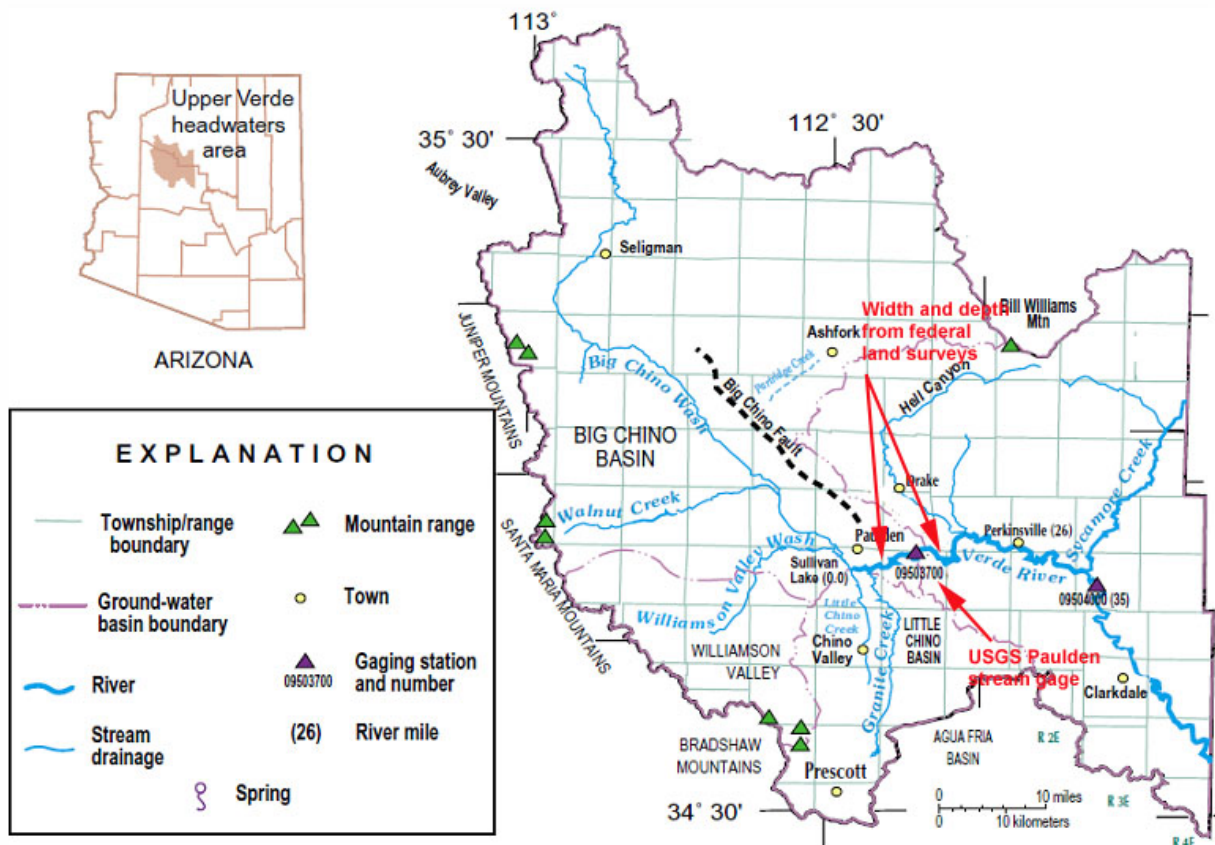 113°
112° 30'
35° 30'
Upper Verde
headwaters
area
ARIZONA
Aubrey Valley
Seligman
Width and depth
from federal
land surveys
Bill Williams
Mtn
Ashfork
Partridge Creek
JUNIPER MOUNTAINS
Big Chino Wash
Big Chino Fault
Hell Canyon
BIG CHINO
BASIN
Drake
Sycamore Creek
Walnut Creek
SANTA MARIA MOUNTAINS
Paulden
Perkinsville (26)
Williamson Valley Wash
Sullivan
Lake (0.0)
09503700
Verde River
09504000 (35)
Little
Chino
Creek
LITTLE
CHINO
BASIN
Chino
Valley
WILLIAMSON
VALLEY
Granite Creek
USGS Paulden
stream gage
Clarkdale
BRADSHAW
MOUNTAINS
AGUA FRIA
BASIN
R 2E
Prescott
34° 30'
0 10 miles
0 10 kilometers
R 3E
R 4E
EXPLANATION
Township/range
boundary
Mountain range
Ground-water
basin boundary
Town
River
Gaging station
and number
09503700
Stream
drainage
(26)
River mile
Spring